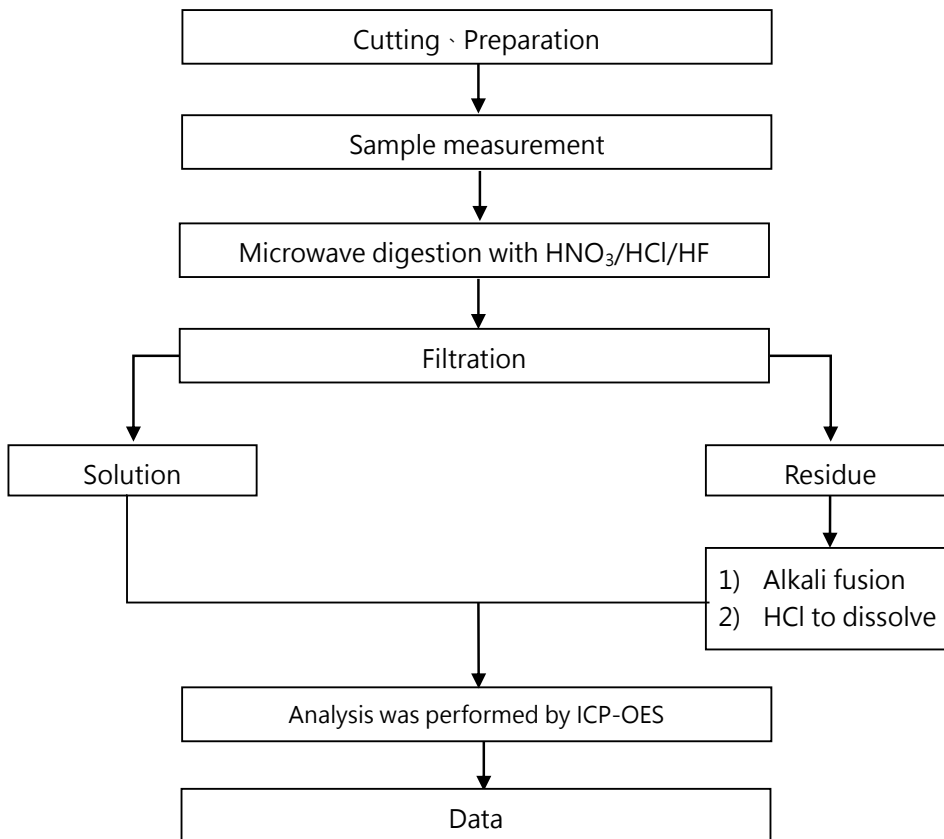 Cutting、Preparation
Sample measurement
Microwave digestion with HNO₃/HCl/HF
Filtration
Solution
Residue
1) Alkali fusion
2) HCl to dissolve
Analysis was performed by ICP-OES
Data